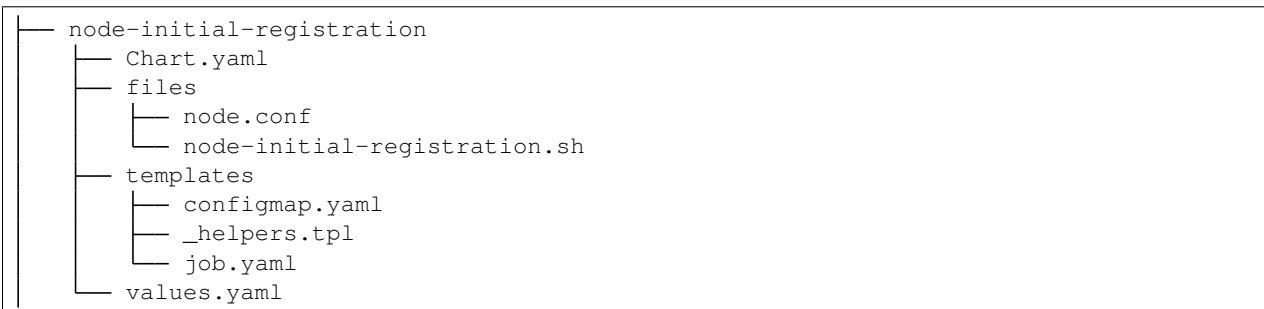 ├── node-initial-registration
│   ├── Chart.yaml
│   ├── files
│   │   ├── node.conf
│   │   └── node-initial-registration.sh
│   ├── templates
│   │   ├── configmap.yaml
│   │   ├── _helpers.tpl
│   │   └── job.yaml
│   └── values.yaml